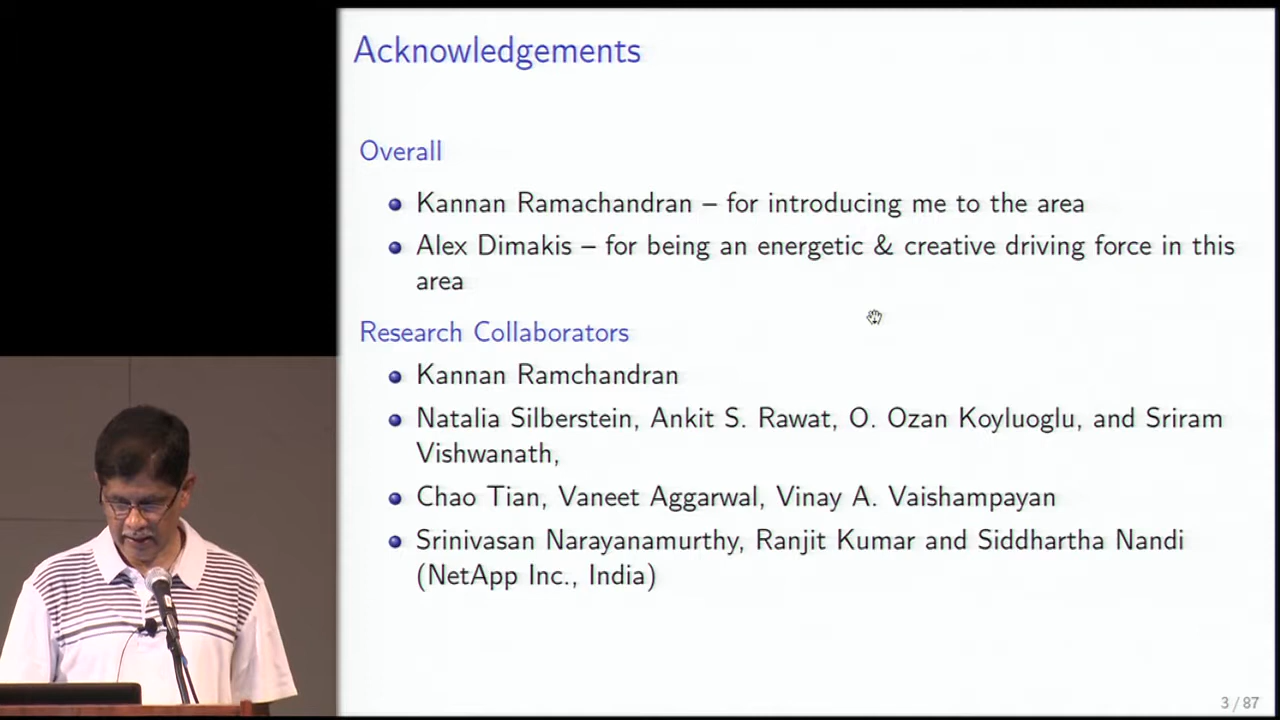 Acknowledgements
Overall
Kannan Ramachandran – for introducing me to the area
Alex Dimakis – for being an energetic & creative driving force in this
area
Research Collaborators
Kannan Ramchandran
Natalia Silberstein, Ankit S. Rawat, O. Ozan Koyluoglu, and Sriram
Vishwanath,
Chao Tian, Vaneet Aggarwal, Vinay A. Vaishampayan
Srinivasan Narayanamurthy, Ranjit Kumar and Siddhartha Nandi
(NetApp Inc., India)
3 / 87